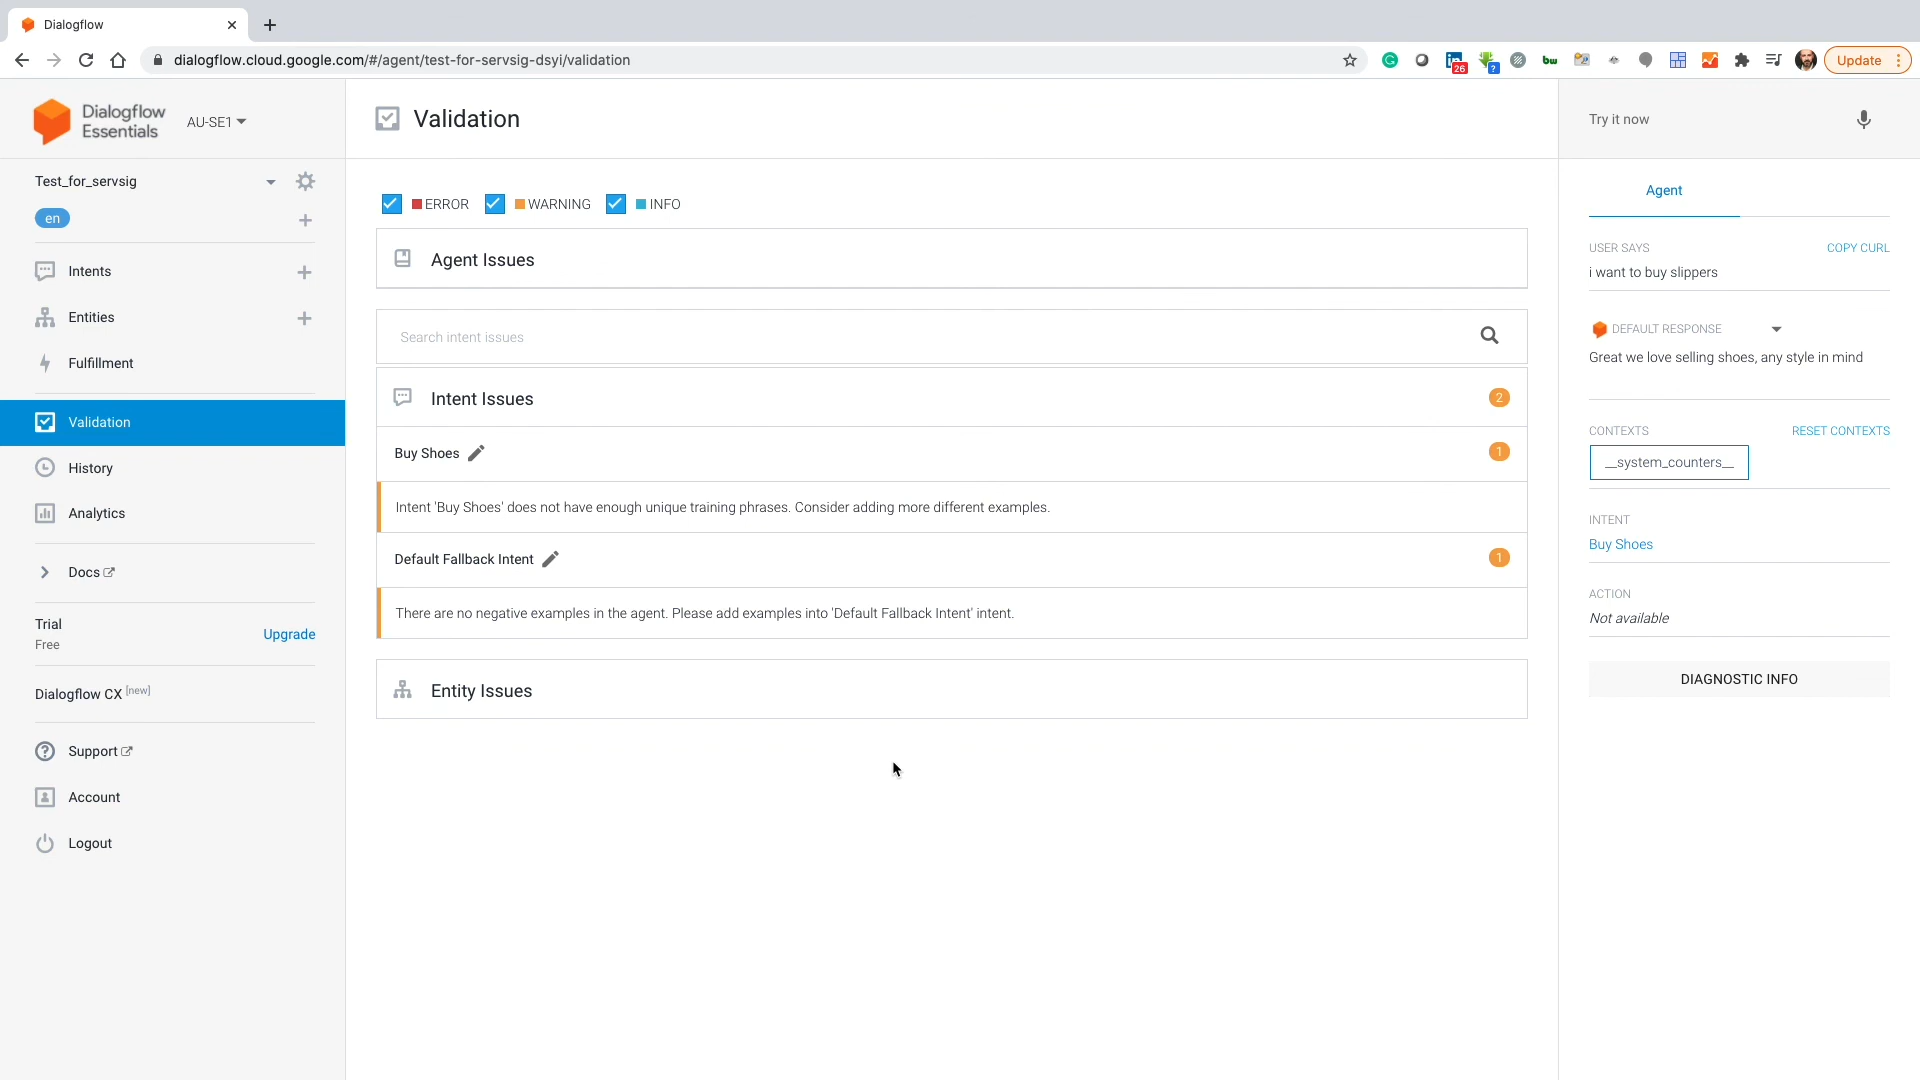 Dialogflow
dialogflow.cloud.google.com/#/agent/test-for-servsig-dsyi/validation
26
?
bw
Update
Dialogflow
Essentials
AU-SE1
Test_for_servsig
en
Intents
Entities
Fulfillment
Validation
History
Analytics
Docs
Trial
Free
Upgrade
Dialogflow CX [new]
Support
Account
Logout
Validation
ERROR
WARNING
INFO
Agent Issues
Search intent issues
Intent Issues
2
Buy Shoes
1
Intent 'Buy Shoes' does not have enough unique training phrases. Consider adding more different examples.
Default Fallback Intent
1
There are no negative examples in the agent. Please add examples into 'Default Fallback Intent' intent.
Entity Issues
Try it now
Agent
USER SAYS
COPY CURL
i want to buy slippers
DEFAULT RESPONSE
Great we love selling shoes, any style in mind
CONTEXTS
RESET CONTEXTS
__system_counters__
INTENT
Buy Shoes
ACTION
Not available
DIAGNOSTIC INFO